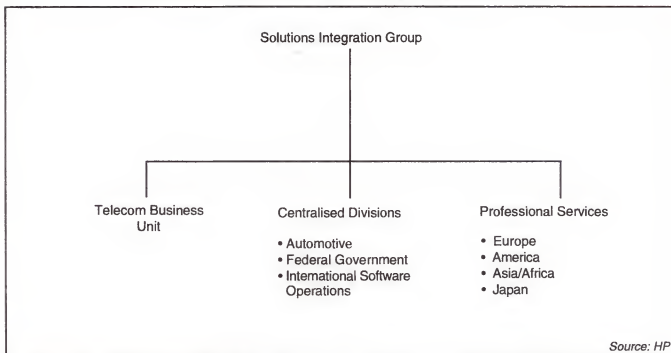 Solutions Integration Group
Telecom Business
Unit
Centralised Divisions
• Automotive
• Federal Government
• International Software
Operations
Professional Services
• Europe
• America
• Asia/Africa
• Japan
Source: HP